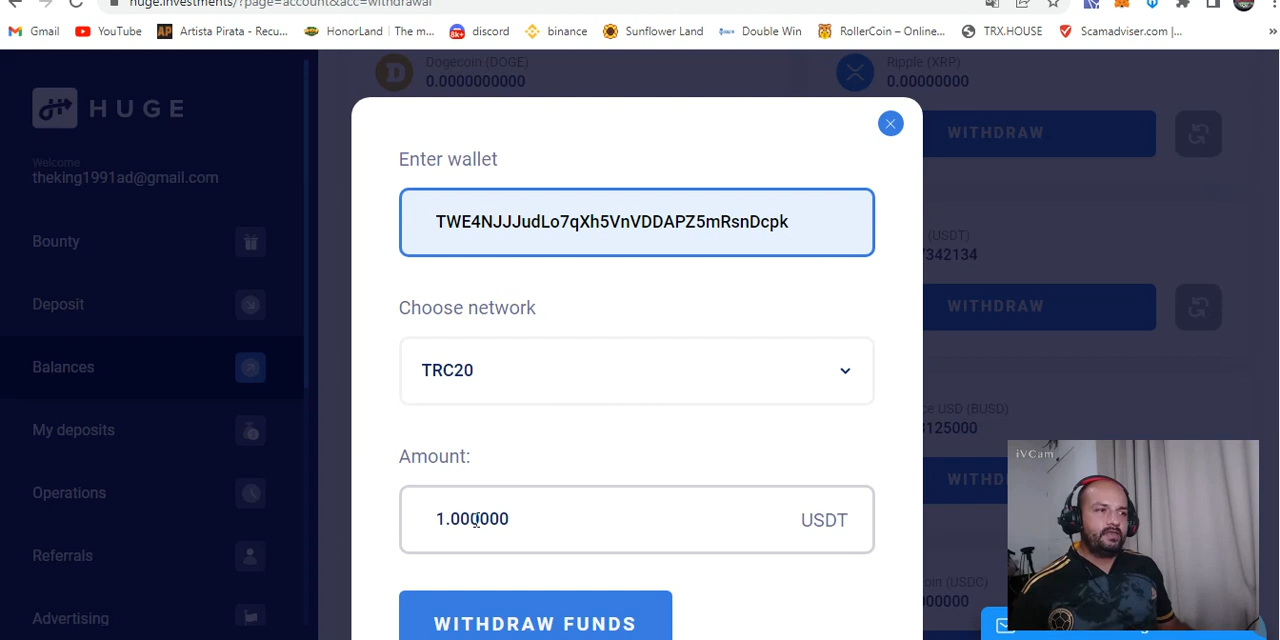 huge.investments/?page=account&acc=withdrawal
Gmail YouTube Artista Pirata - Recu... HonorLand | The m... discord binance Sunflower Land Double Win RollerCoin – Online... TRX.HOUSE Scamadviser.com |... »
HUGE
Welcome
theking1991ad@gmail.com
Bounty
Deposit
Balances
My deposits
Operations
Referrals
Advertising
Dogecoin (DOGE)
0.0000000000
Ripple (XRP)
0.00000000
WITHDRAW
Enter wallet
TWE4NJJJudLo7qXh5VnVDDAPZ5mRsnDcpk
Choose network
TRC20
Amount:
1.000000 USDT
WITHDRAW FUNDS
(USDT)
WITHDRAW
USD (BUSD)
WITHD
(USDC)
iVCam